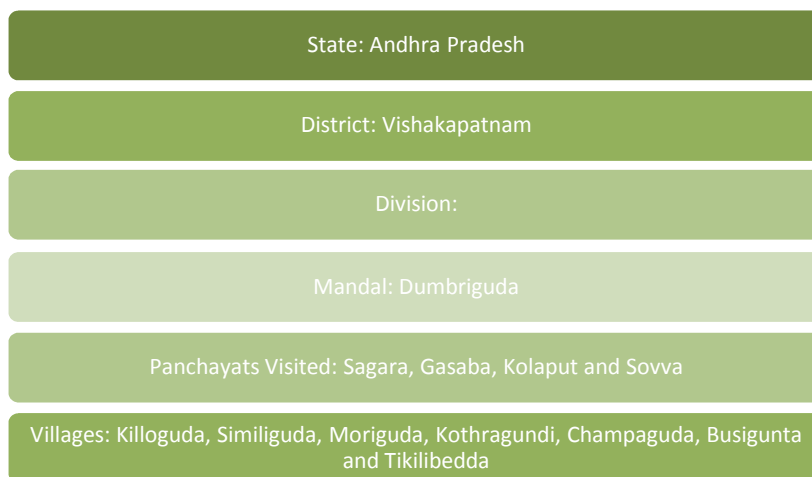 State: Andhra Pradesh
District: Vishakapatnam
Division:
Mandal: Dumbriguda
Panchayats Visited: Sagara, Gasaba, Kolaput and Sovva
Villages: Killoguda, Similiguda, Moriguda, Kothragundi, Champaguda, Busigunta
and Tikilibedda